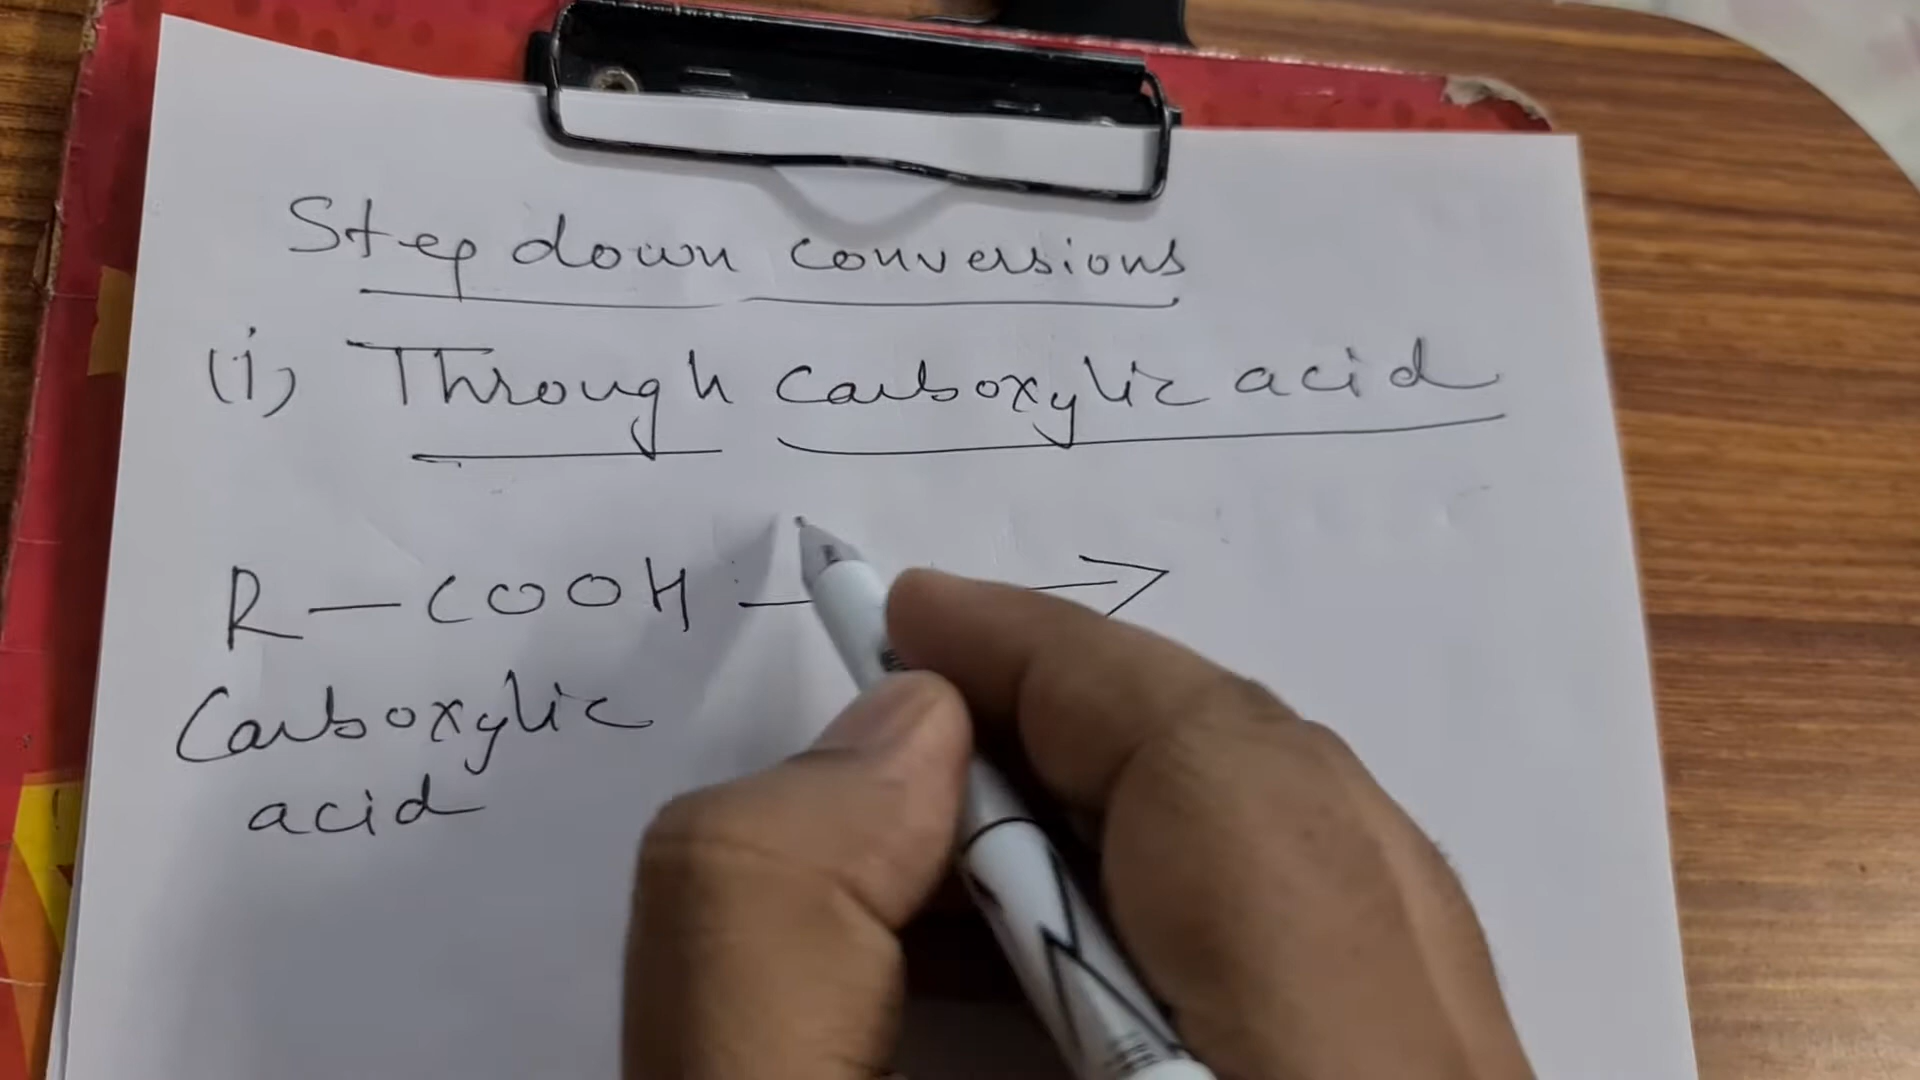 Step down conversions
(i) Through Carboxylic acid
R — COOH
Carboxylic
acid